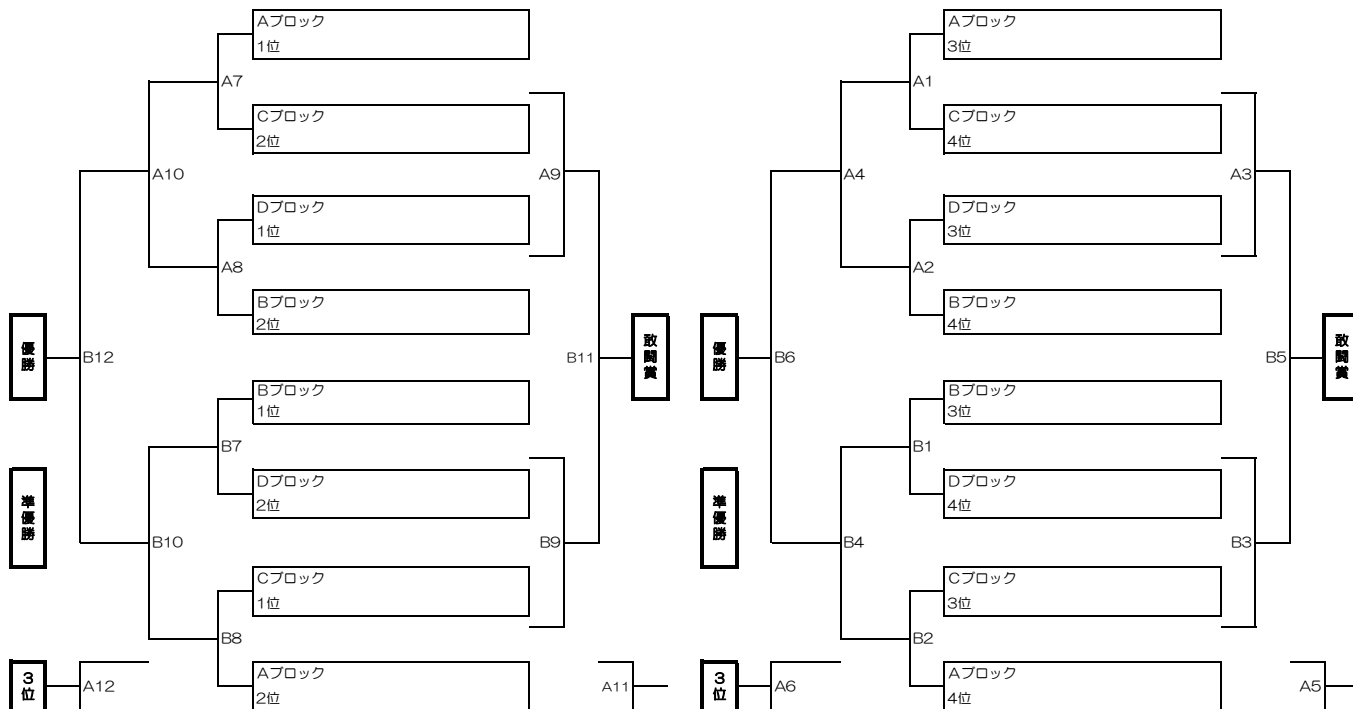 Aブロック
1位
A7
Cブロック
2位
A10
A9
Dブロック
1位
A8
Bブロック
2位
優勝
B12
B11
敢闘賞
Bブロック
1位
B7
Dブロック
2位
準優勝
B10
B9
Cブロック
1位
B8
3位
A12
Aブロック
2位
A11
Aブロック
3位
A1
Cブロック
4位
A4
A3
Dブロック
3位
A2
Bブロック
4位
優勝
B6
B5
敢闘賞
Bブロック
3位
B1
Dブロック
4位
準優勝
B4
B3
Cブロック
3位
B2
3位
A6
Aブロック
4位
A5